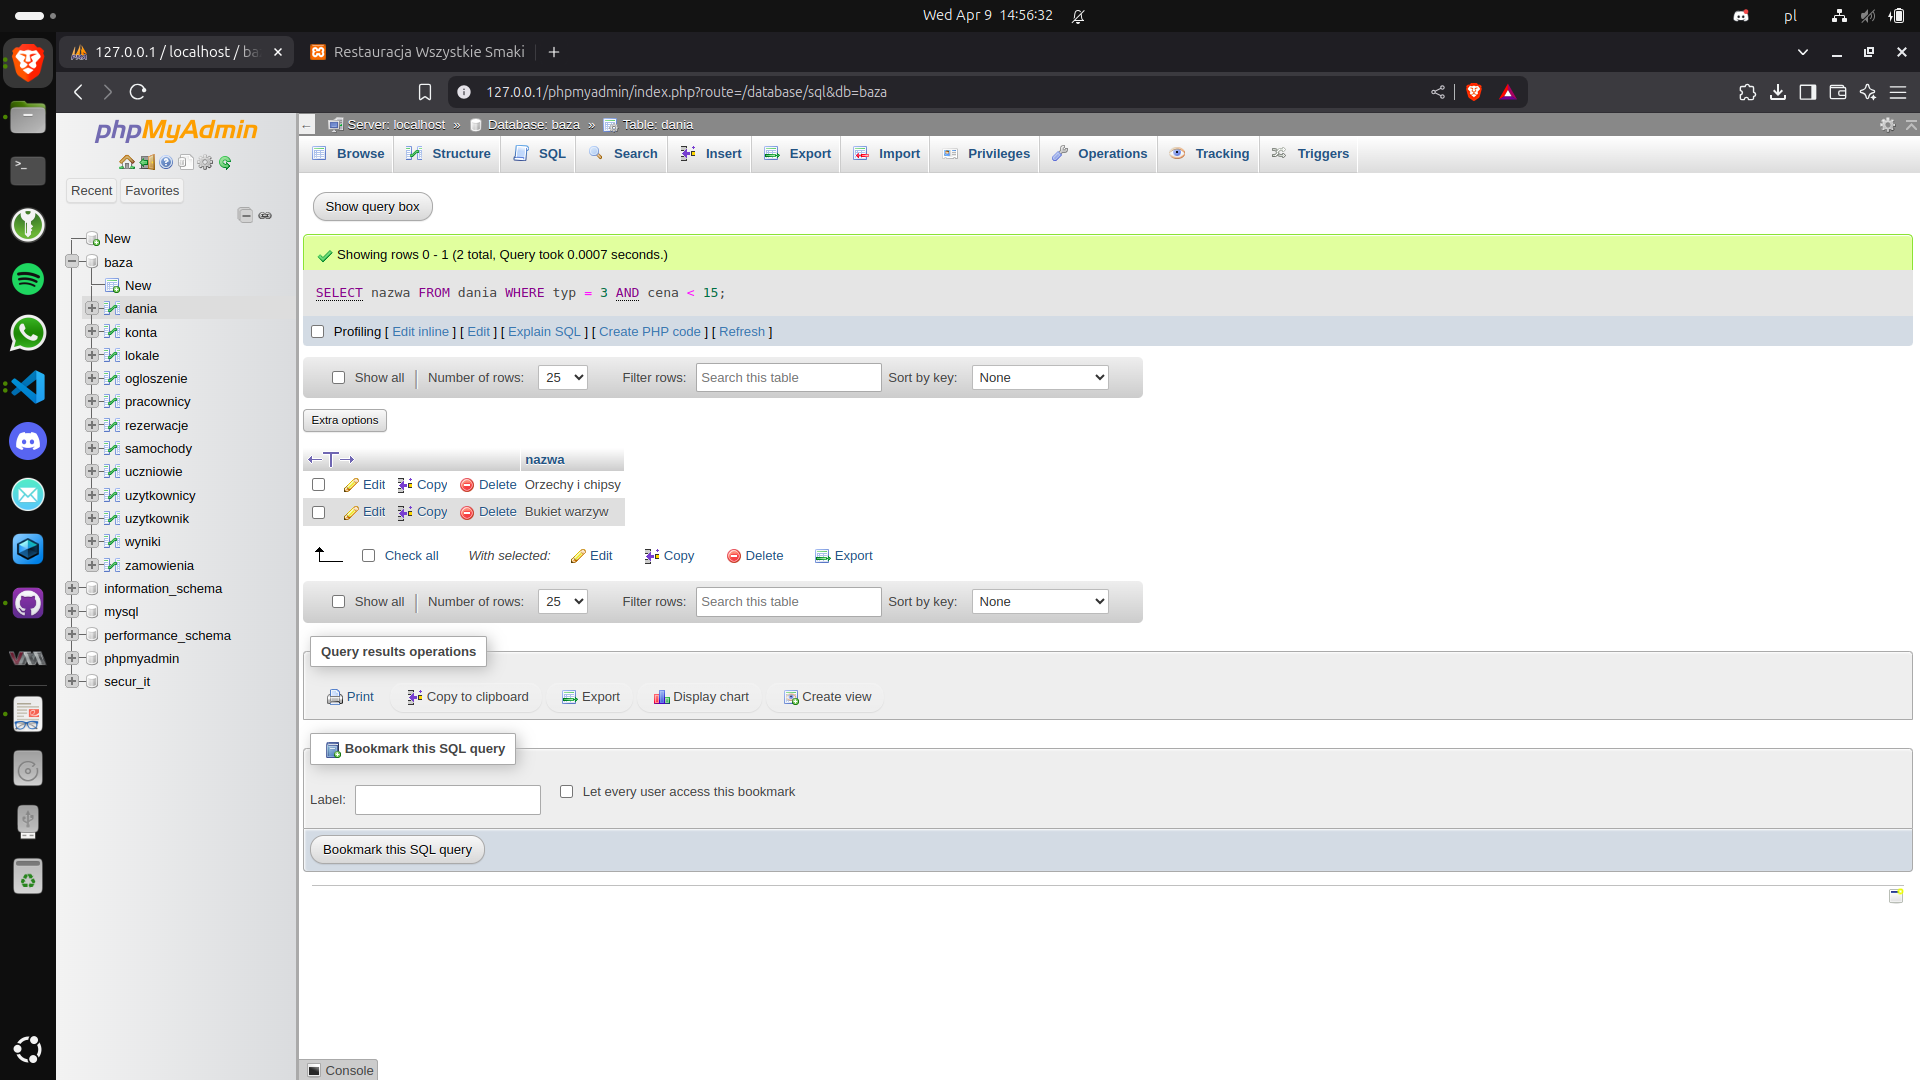 Wed Apr 9 14:56:32
pl
127.0.0.1 / localhost / ba
Restauracja Wszystkie Smaki
127.0.0.1/phpmyadmin/index.php?route=/database/sql&db=baza
phpMyAdmin
Recent
Favorites
New
baza
New
dania
konta
lokale
ogloszenie
pracownicy
rezerwacje
samochody
uczniowie
uzytkownicy
uzytkownik
wyniki
zamowienia
information_schema
mysql
performance_schema
phpmyadmin
secur_it
Server: localhost » Database: baza » Table: dania
Browse Structure SQL Search Insert Export Import Privileges Operations Tracking Triggers
Show query box
Showing rows 0 - 1 (2 total, Query took 0.0007 seconds.)
SELECT nazwa FROM dania WHERE typ = 3 AND cena < 15;
Profiling [ Edit inline ] [ Edit ] [ Explain SQL ] [ Create PHP code ] [ Refresh ]
Show all Number of rows: 25 Filter rows: Search this table Sort by key: None
Extra options
nazwa
Edit Copy Delete Orzechy i chipsy
Edit Copy Delete Bukiet warzyw
Check all With selected: Edit Copy Delete Export
Show all Number of rows: 25 Filter rows: Search this table Sort by key: None
Query results operations
Print Copy to clipboard Export Display chart Create view
Bookmark this SQL query
Label: Let every user access this bookmark
Bookmark this SQL query
Console